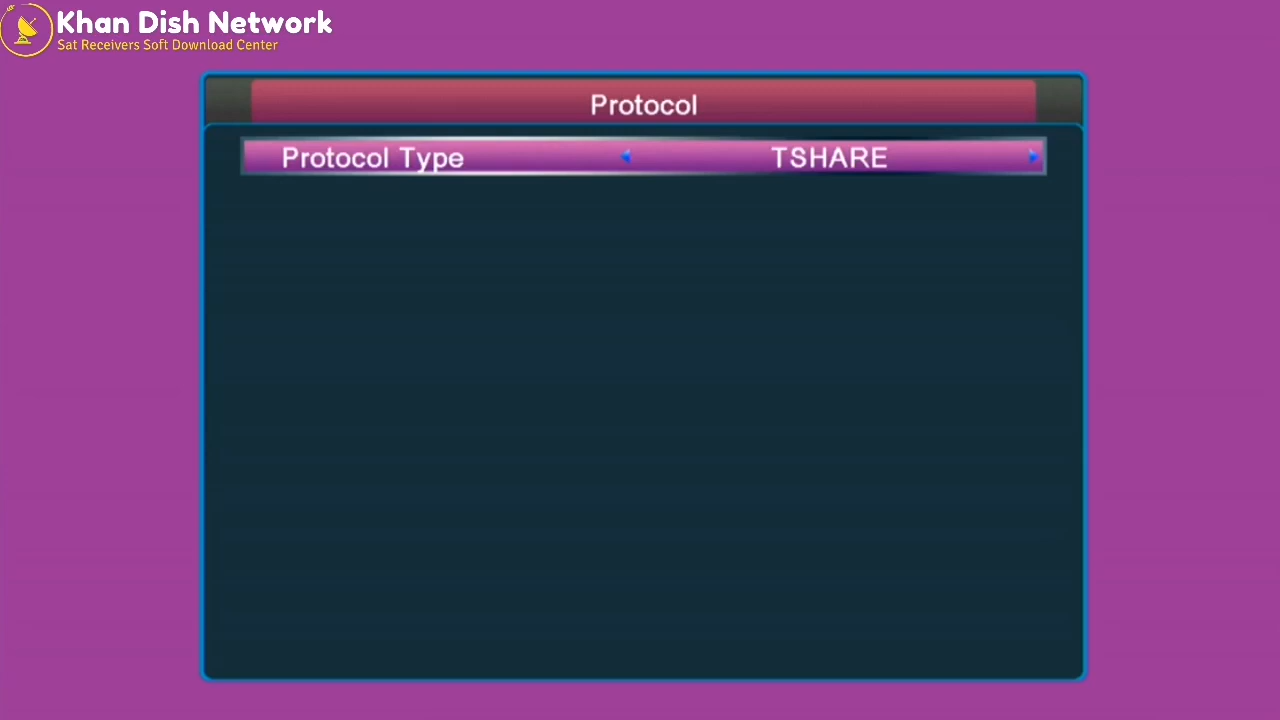 Khan Dish Network
Sat Receivers Soft Download Center
Protocol
Protocol Type TSHARE